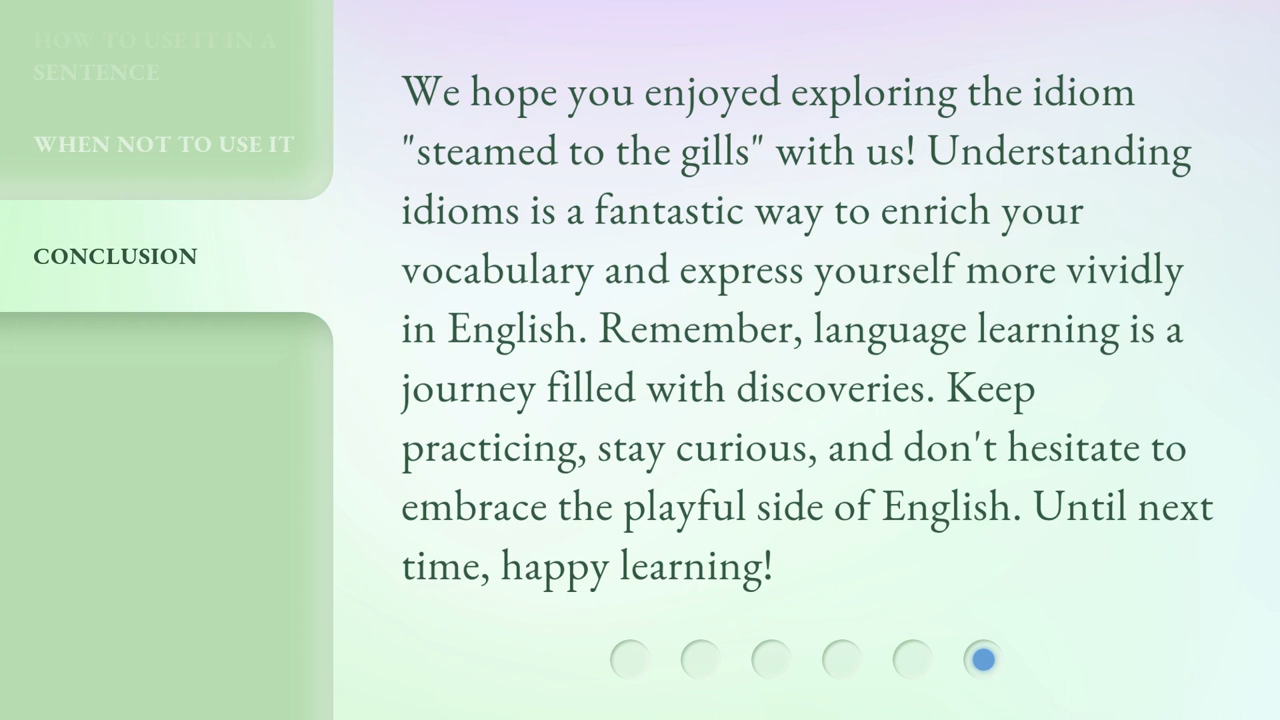 HOW TO USE IT IN A
SENTENCE
WHEN NOT TO USE IT
CONCLUSION
We hope you enjoyed exploring the idiom
"steamed to the gills" with us! Understanding
idioms is a fantastic way to enrich your
vocabulary and express yourself more vividly
in English. Remember, language learning is a
journey filled with discoveries. Keep
practicing, stay curious, and don't hesitate to
embrace the playful side of English. Until next
time, happy learning!